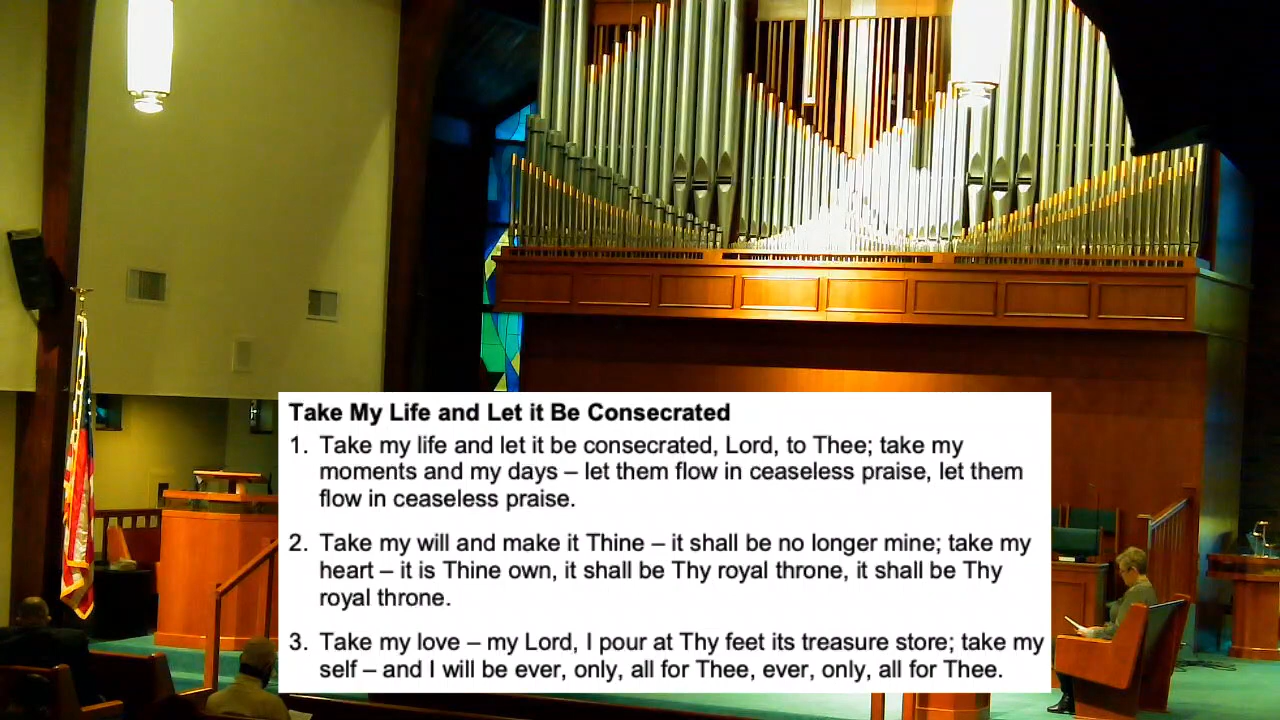 Take My Life and Let it Be Consecrated
1. Take my life and let it be consecrated, Lord, to Thee; take my
moments and my days – let them flow in ceaseless praise, let them
flow in ceaseless praise.
2. Take my will and make it Thine – it shall be no longer mine; take my
heart – it is Thine own, it shall be Thy royal throne, it shall be Thy
royal throne.
3. Take my love – my Lord, I pour at Thy feet its treasure store; take my
self – and I will be ever, only, all for Thee, ever, only, all for Thee.